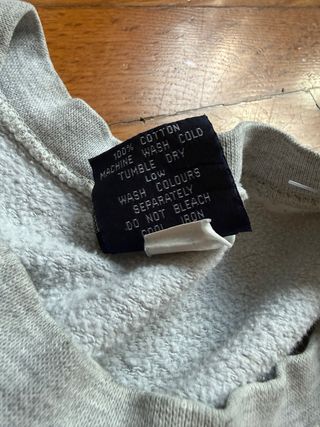 100% COTTON
MACHINE WASH COLD
TUMBLE DRY
LOW
WASH COLOURS
SEPARATELY
DO NOT BLEACH
COOL IRON